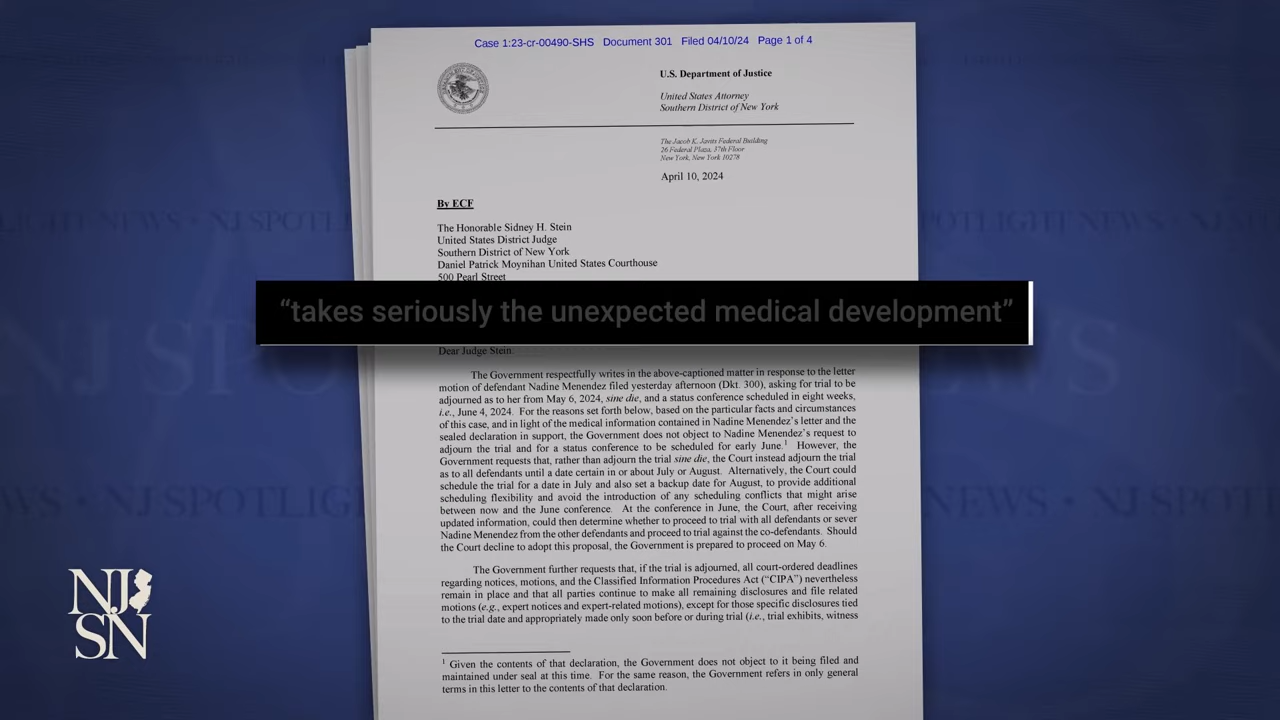 Case 1:23-cr-00490-SHS Document 301 Filed 04/10/24 Page 1 of 4
U.S. Department of Justice
United States Attorney
Southern District of New York
The Jacob K. Javits Federal Building
26 Federal Plaza, 37th Floor
New York, New York 10278
April 10, 2024
By ECF
The Honorable Sidney H. Stein
United States District Judge
Southern District of New York
Daniel Patrick Moynihan United States Courthouse
500 Pearl Street
“takes seriously the unexpected medical development”
Dear Judge Stein:
The Government respectfully writes in the above-captioned matter in response to the letter
motion of defendant Nadine Menendez filed yesterday afternoon (Dkt. 300), asking for trial to be
adjourned as to her from May 6, 2024, sine die, and a status conference scheduled in eight weeks,
i.e., June 4, 2024. For the reasons set forth below, based on the particular facts and circumstances
of this case, and in light of the medical information contained in Nadine Menendez’s letter and the
sealed declaration in support, the Government does not object to Nadine Menendez’s request to
adjourn the trial and for a status conference to be scheduled for early June.1 However, the
Government requests that, rather than adjourn the trial sine die, the Court instead adjourn the trial
as to all defendants until a date certain in or about July or August. Alternatively, the Court could
schedule the trial for a date in July and also set a backup date for August, to provide additional
scheduling flexibility and avoid the introduction of any scheduling conflicts that might arise
between now and the June conference. At the conference in June, the Court, after receiving
updated information, could then determine whether to proceed to trial with all defendants or sever
Nadine Menendez from the other defendants and proceed to trial against the co-defendants. Should
the Court decline to adopt this proposal, the Government is prepared to proceed on May 6.
The Government further requests that, if the trial is adjourned, all court-ordered deadlines
regarding notices, motions, and the Classified Information Procedures Act (“CIPA”) nevertheless
remain in place and that all parties continue to make all remaining disclosures and file related
motions (e.g., expert notices and expert-related motions), except for those specific disclosures tied
to the trial date and appropriately made only soon before or during trial (i.e., trial exhibits, witness
1 Given the contents of that declaration, the Government does not object to it being filed and
maintained under seal at this time. For the same reason, the Government refers in only general
terms in this letter to the contents of that declaration.
NJ
SN
LIGHT NEWS • NJ SPOTL
POTLIGHT NEWS • NJ SPOTL
NJ SPO
EWS
WS • NJ SPOTLIG
NEWS • NJ SPOT